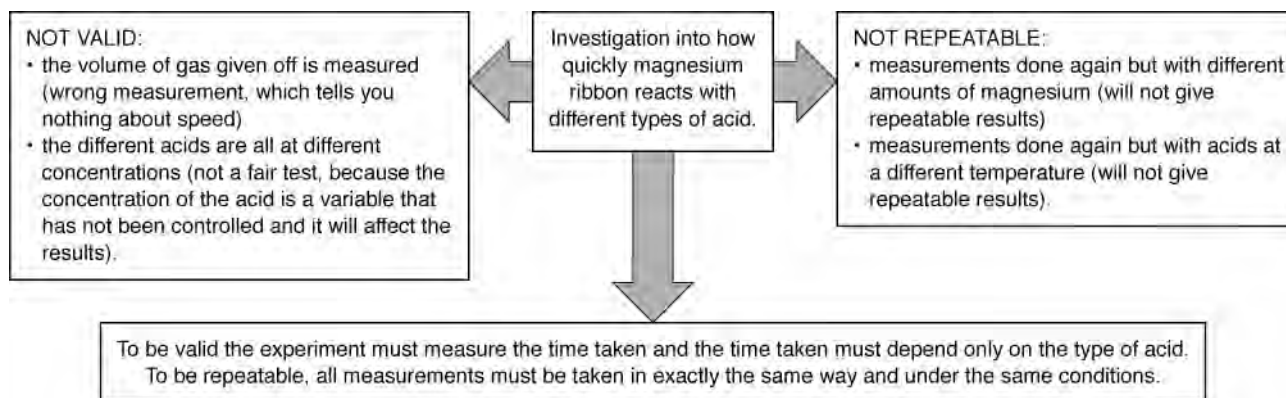 NOT VALID:
• the volume of gas given off is measured
(wrong measurement, which tells you
nothing about speed)
• the different acids are all at different
concentrations (not a fair test, because the
concentration of the acid is a variable that
has not been controlled and it will affect the
results).
Investigation into how
quickly magnesium
ribbon reacts with
different types of acid.
NOT REPEATABLE:
• measurements done again but with different
amounts of magnesium (will not give
repeatable results)
• measurements done again but with acids at
a different temperature (will not give
repeatable results).
To be valid the experiment must measure the time taken and the time taken must depend only on the type of acid.
To be repeatable, all measurements must be taken in exactly the same way and under the same conditions.